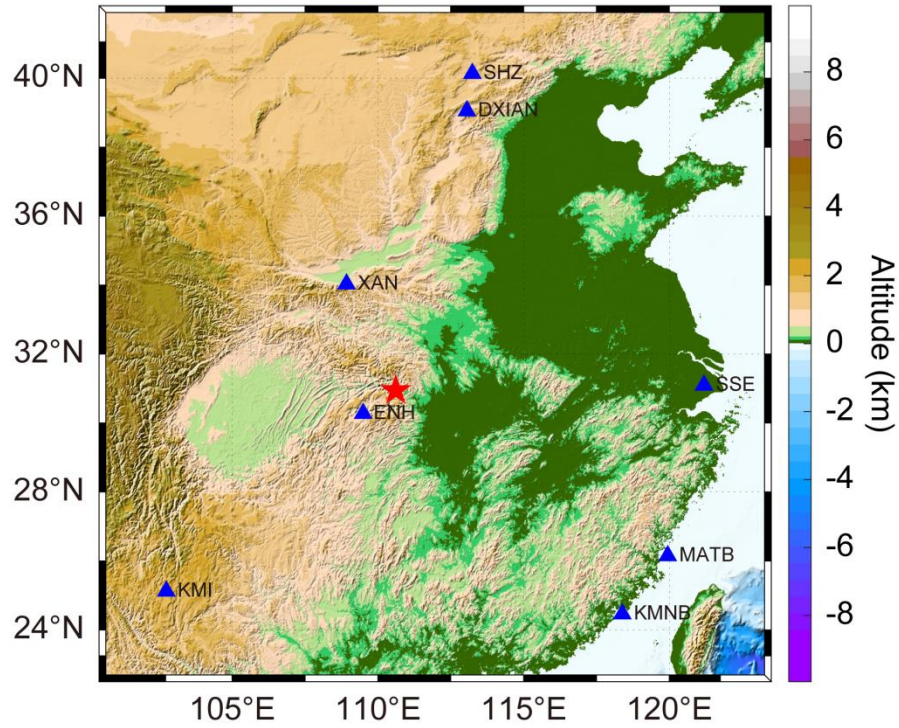 40°N
36°N
32°N
28°N
24°N
SHZ
DXIAN
XAN
ENH
SSE
MATB
KMI
KMNB
105°E 110°E 115°E 120°E
8
6
4
2
0
-2
-4
-6
-8
Altitude (km)